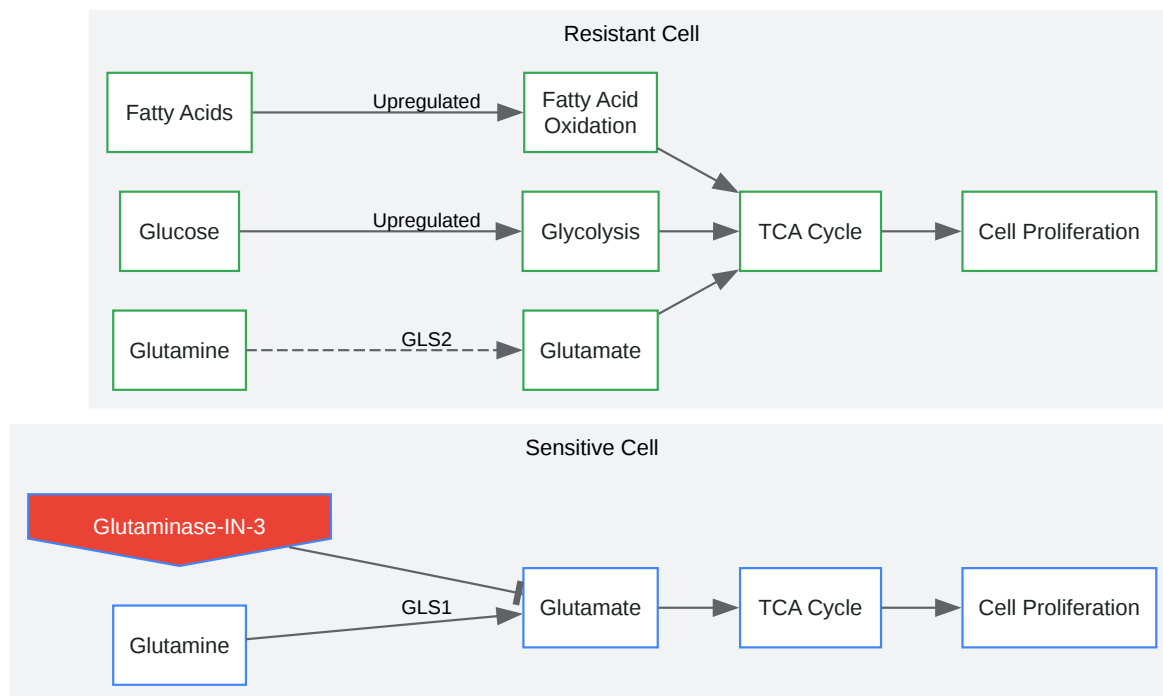 Resistant Cell
Fatty Acids
Upregulated
Fatty Acid
Oxidation
Glucose
Upregulated
Glycolysis
TCA Cycle
Cell Proliferation
Glutamine
GLS2
Glutamate
Sensitive Cell
Glutaminase-IN-3
Glutamine
GLS1
Glutamate
TCA Cycle
Cell Proliferation